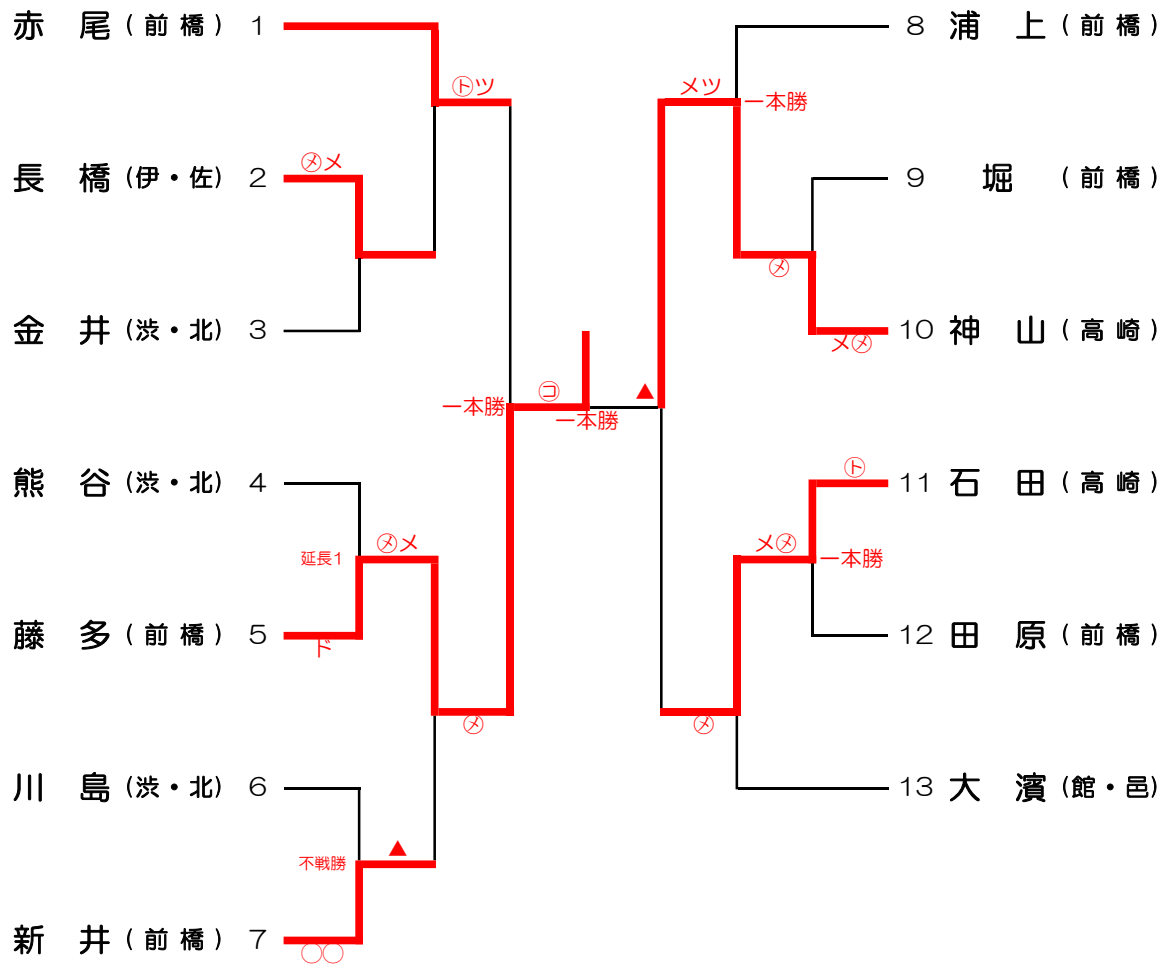 赤 尾 ( 前 橋 ) 1
㋣ツ
㋱メ
長 橋 (伊・佐) 2
金 井 (渋・北) 3
一本勝
㋙
一本勝
▲
熊 谷 (渋・北) 4
延長1
㋱メ
藤 多 ( 前 橋 ) 5
ド
㋱
川 島 (渋・北) 6
不戦勝
▲
新 井 ( 前 橋 ) 7
〇〇
8 浦 上 ( 前 橋 )
メツ
一本勝
9 堀 ( 前 橋 )
㋱
10 神 山 ( 高 崎 )
メ㋱
㋣
11 石 田 ( 高 崎 )
メ㋱
一本勝
12 田 原 ( 前 橋 )
㋱
13 大 濱 (館・邑)